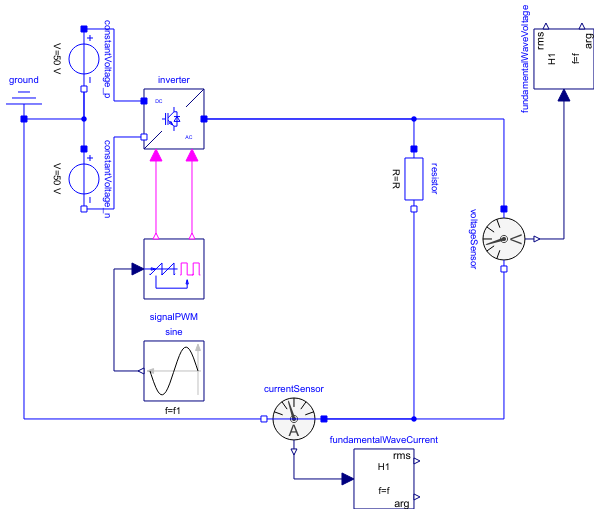 fundamentalWaveVoltage
rms
arg
H1
f=f
constantVoltage_p
+
-
V=50 V
ground
inverter
DC
AC
constantVoltage_n
+
-
V=50 V
resistor
R=R
voltageSensor
V
signalPWM
sine
f=f1
currentSensor
A
fundamentalWaveCurrent
rms
H1
f=f
arg